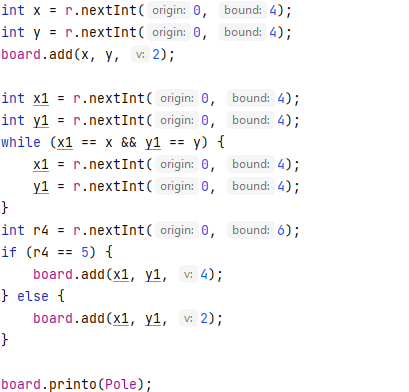 int x = r.nextInt( origin: 0, bound: 4);
int y = r.nextInt( origin: 0, bound: 4);
board.add(x, y, v: 2);
int x1 = r.nextInt( origin: 0, bound: 4);
int y1 = r.nextInt( origin: 0, bound: 4);
while (x1 == x && y1 == y) {
x1 = r.nextInt( origin: 0, bound: 4);
y1 = r.nextInt( origin: 0, bound: 4);
}
int r4 = r.nextInt( origin: 0, bound: 6);
if (r4 == 5) {
board.add(x1, y1, v: 4);
} else {
board.add(x1, y1, v: 2);
}
board.printo(Pole);